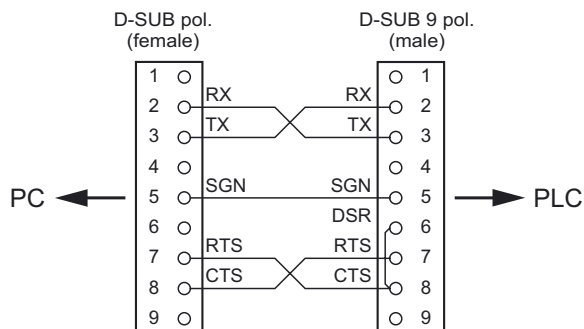 D-SUB pol. D-SUB 9 pol.
(female) (male)
1 1
2 RX RX 2
3 TX TX 3
4 4
PC 5 SGN SGN 5 PLC
6 DSR 6
7 RTS RTS 7
8 CTS CTS 8
9 9